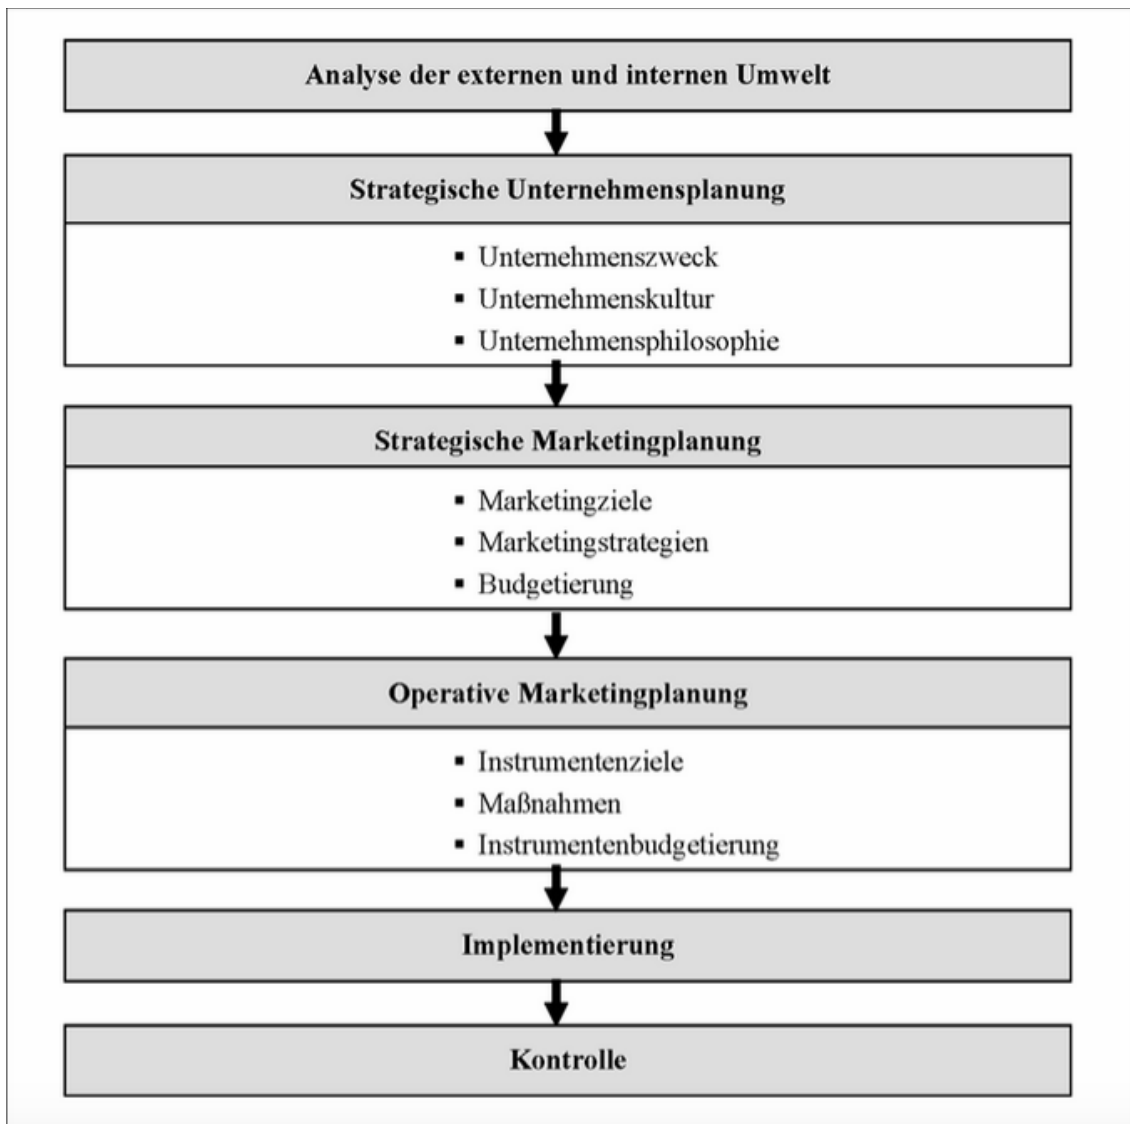 Analyse der externen und internen Umwelt
Strategische Unternehmensplanung
▪ Unternehmenszweck
▪ Unternehmenskultur
▪ Unternehmensphilosophie
Strategische Marketingplanung
▪ Marketingziele
▪ Marketingstrategien
▪ Budgetierung
Operative Marketingplanung
▪ Instrumentenziele
▪ Maßnahmen
▪ Instrumentenbudgetierung
Implementierung
Kontrolle